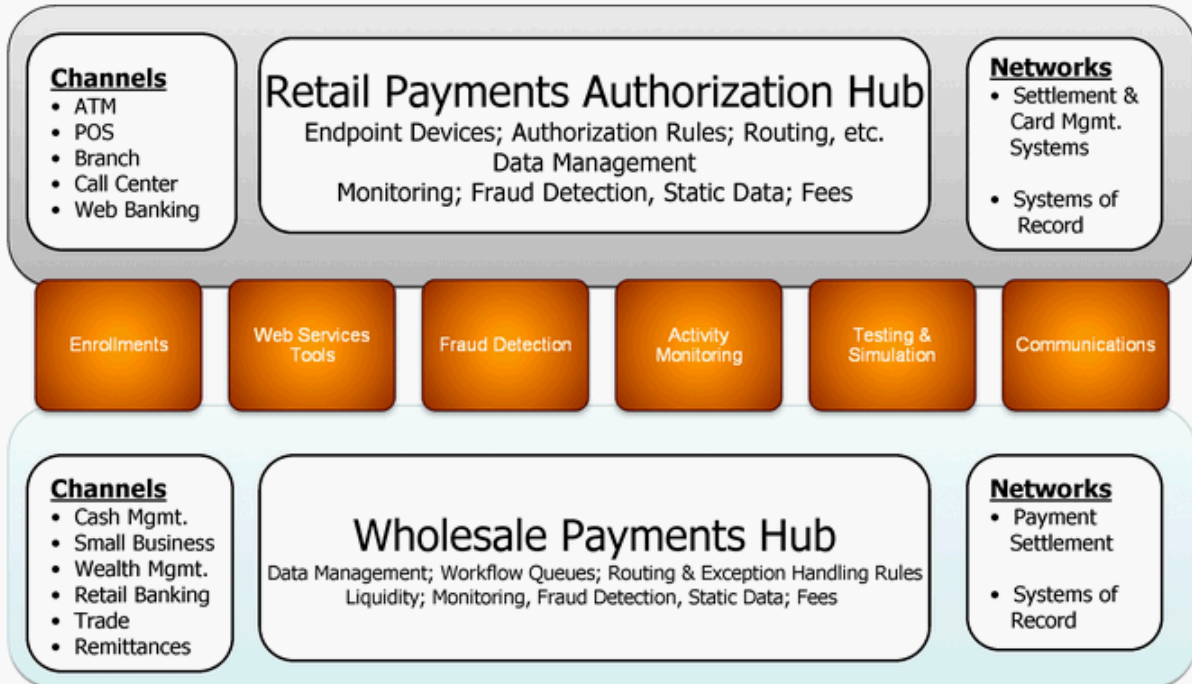 Channels
• ATM
• POS
• Branch
• Call Center
• Web Banking
Retail Payments Authorization Hub
Endpoint Devices; Authorization Rules; Routing, etc.
Data Management
Monitoring; Fraud Detection, Static Data; Fees
Networks
• Settlement &
Card Mgmt.
Systems
• Systems of
Record
Enrollments
Web Services
Tools
Fraud Detection
Activity
Monitoring
Testing &
Simulation
Communications
Channels
• Cash Mgmt.
• Small Business
• Wealth Mgmt.
• Retail Banking
• Trade
• Remittances
Wholesale Payments Hub
Data Management; Workflow Queues; Routing & Exception Handling Rules
Liquidity; Monitoring, Fraud Detection, Static Data; Fees
Networks
• Payment
Settlement
• Systems of
Record